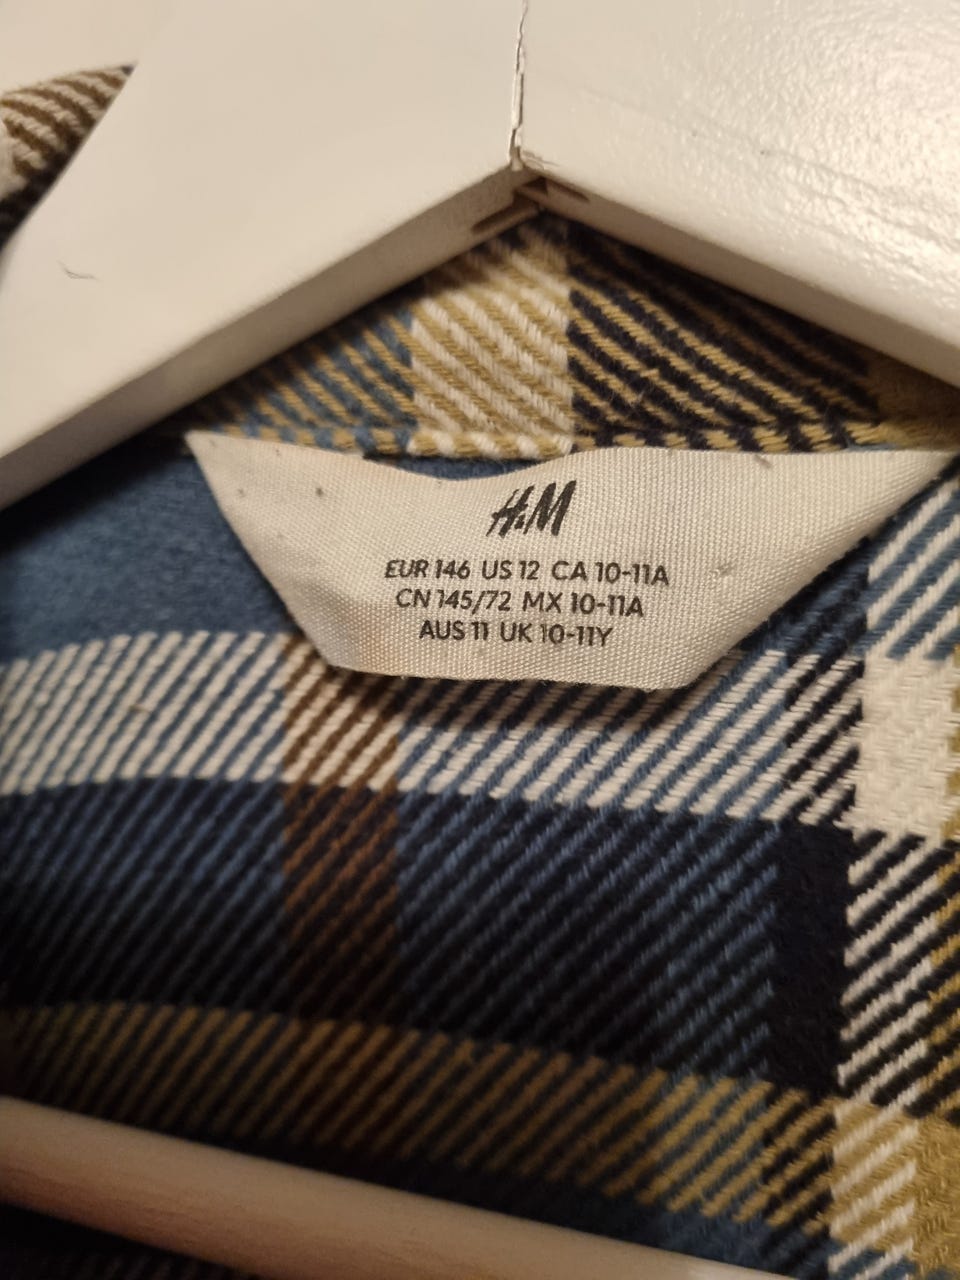 H&M
EUR 146 US 12 CA 10-11A
CN 145/72 MX 10-11A
AUS 11 UK 10-11Y